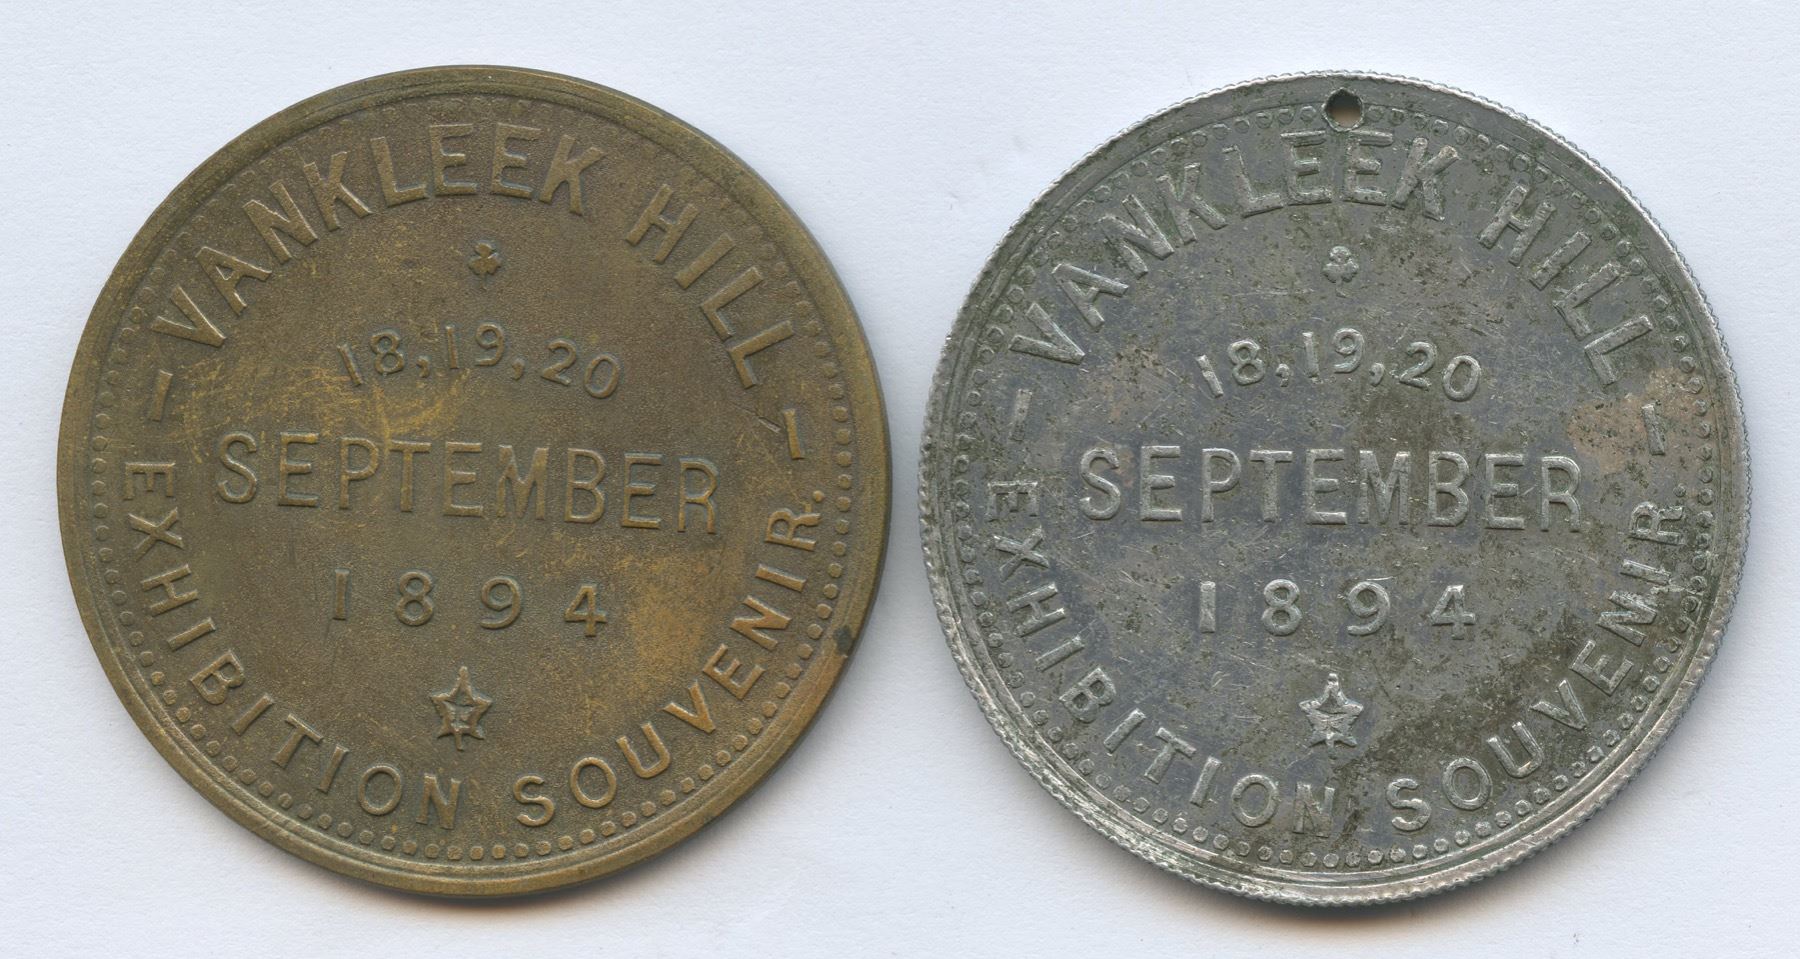 VANKLEEK HILL
18, 19, 20
SEPTEMBER
1894
- EXHIBITION SOUVENIR. -
VANKLEEK HILL
18, 19, 20
SEPTEMBER
1894
- EXHIBITION SOUVENIR. -